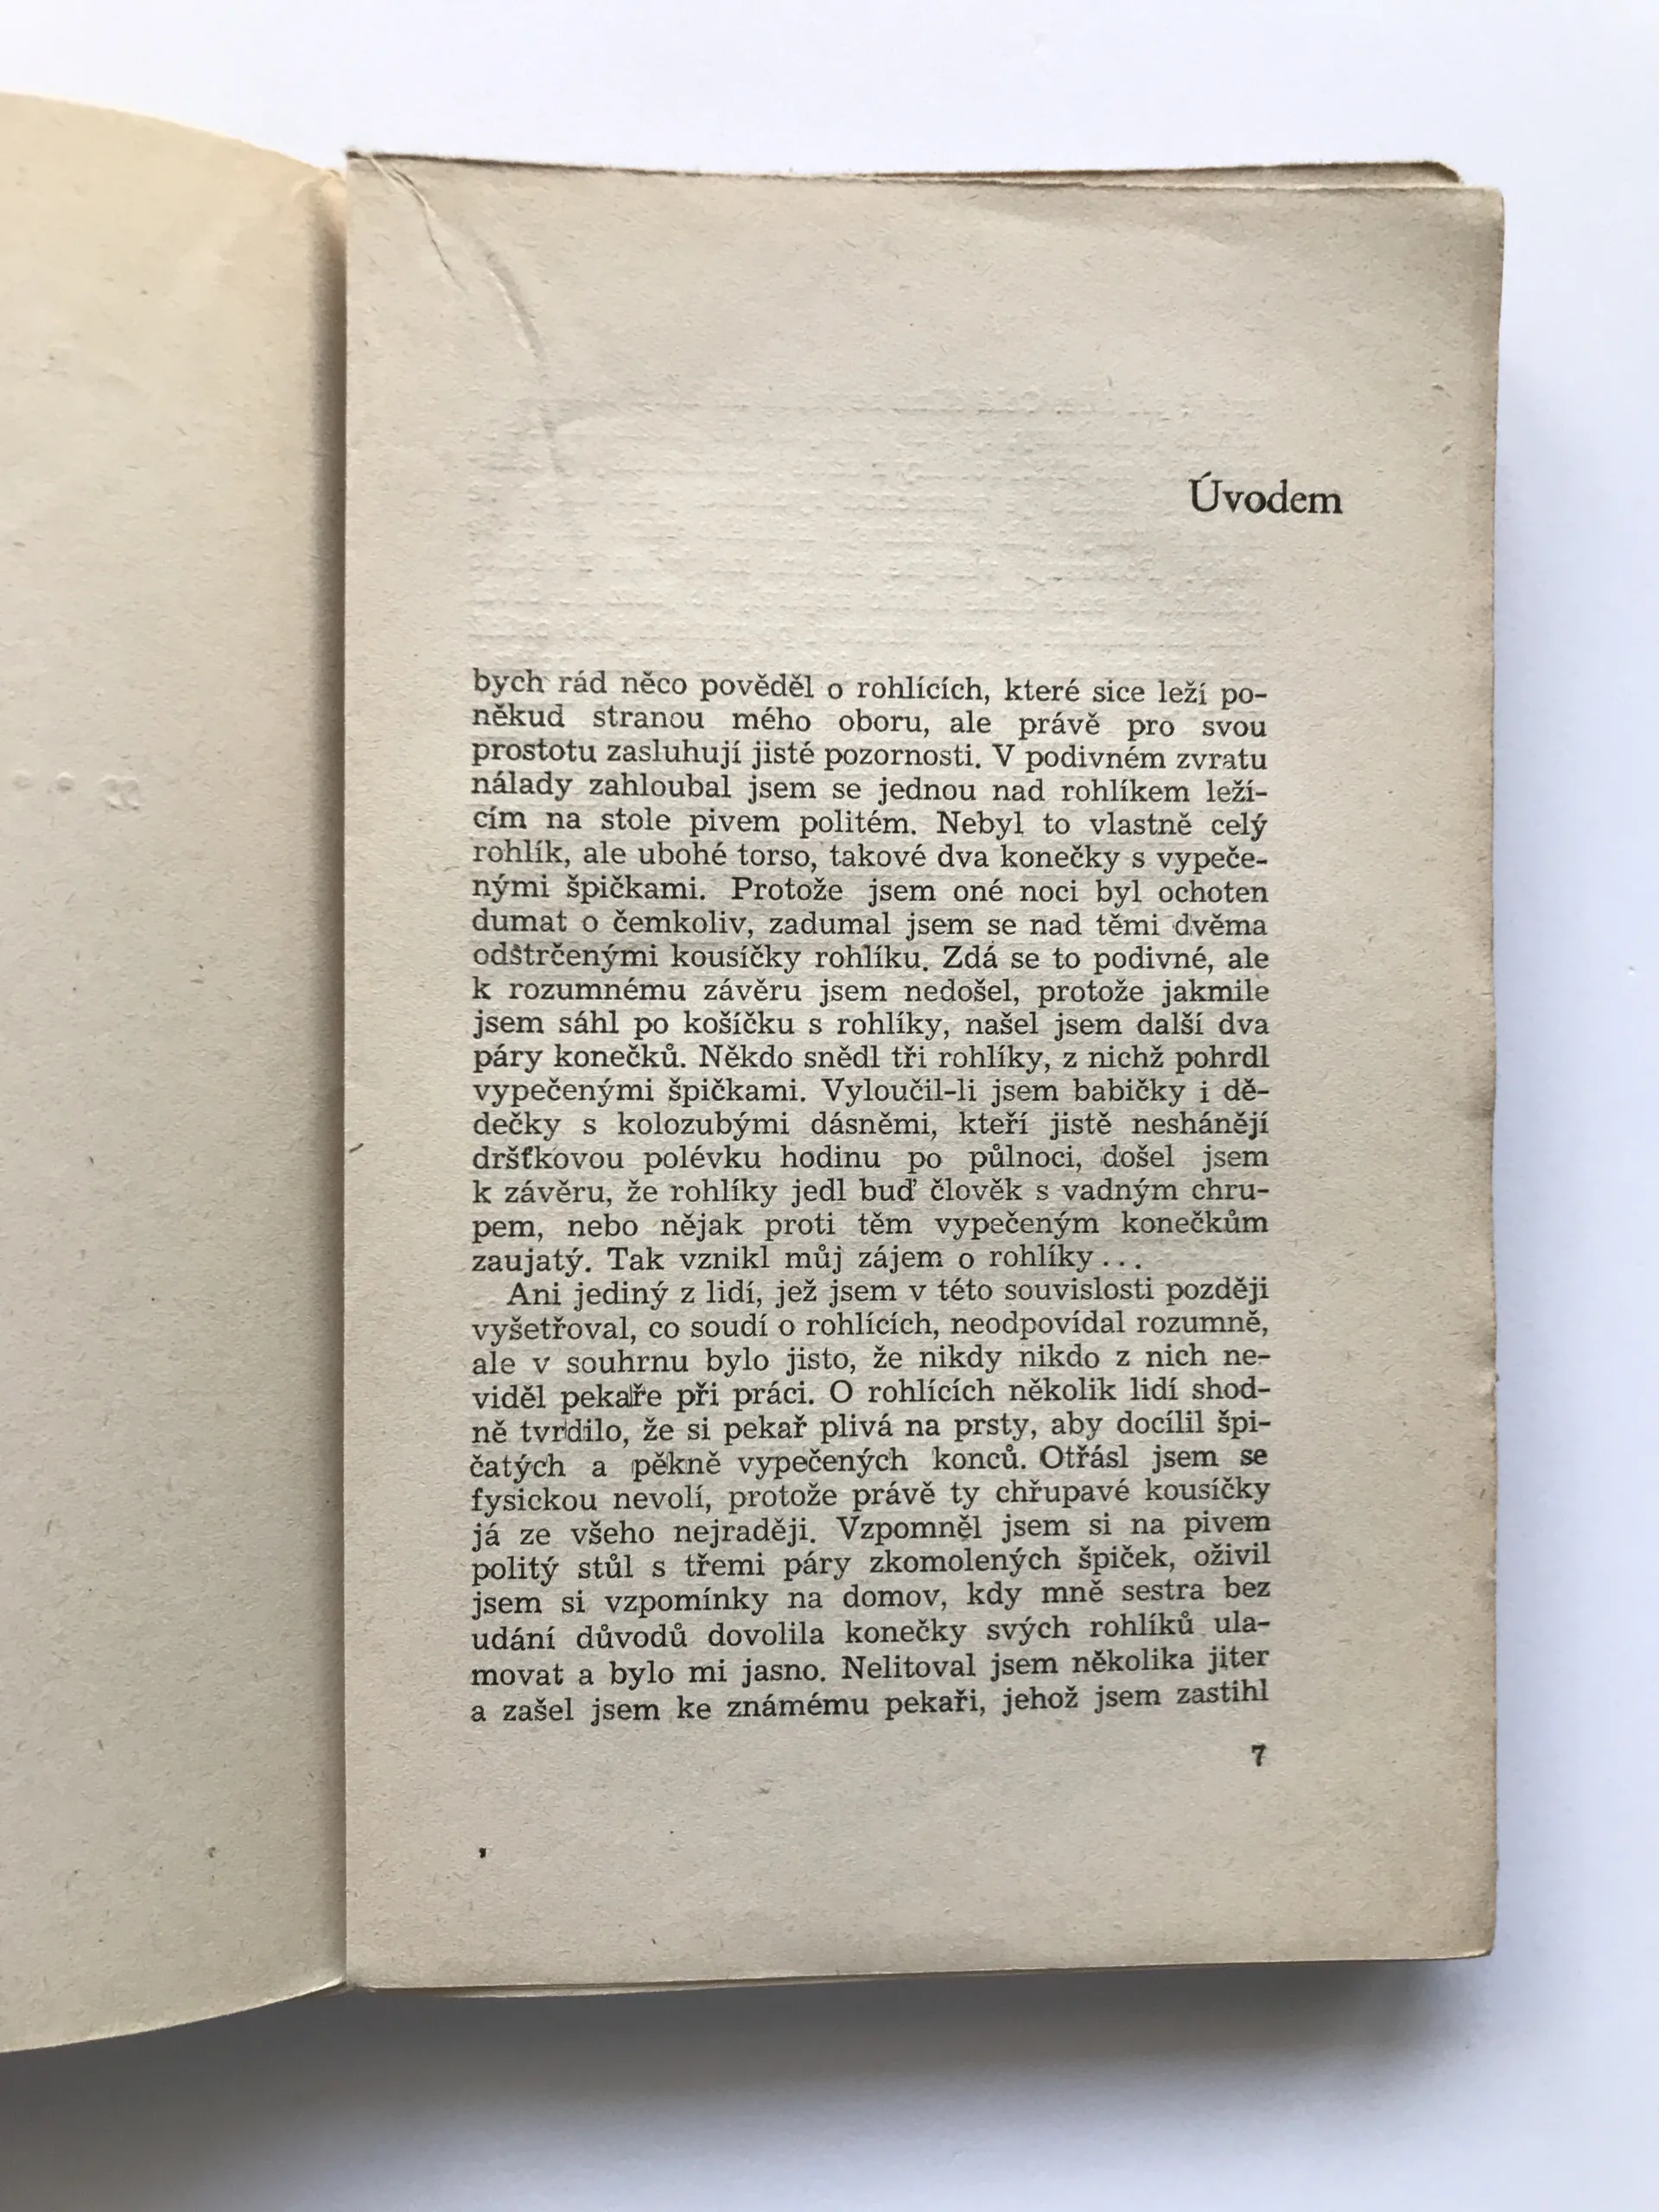 Úvodem
bych rád něco pověděl o rohlících, které sice leží po-
někud stranou mého oboru, ale právě pro svou
prostotu zasluhují jisté pozornosti. V podivném zvratu
nálady zahloubal jsem se jednou nad rohlíkem leží-
cím na stole pivem politém. Nebyl to vlastně celý
rohlík, ale ubohé torso, takové dva konečky s vypeče-
nými špičkami. Protože jsem oné noci byl ochoten
dumat o čemkoliv, zadumal jsem se nad těmi dvěma
odstrčenými kousíčky rohlíku. Zdá se to podivné, ale
k rozumnému závěru jsem nedošel, protože jakmile
jsem sáhl po košíčku s rohlíky, našel jsem další dva
páry konečků. Někdo snědl tři rohlíky, z nichž pohrdl
vypečenými špičkami. Vyloučil-li jsem babičky i dě-
dečky s kolozubými dásněmi, kteří jistě neshánějí
dršťkovou polévku hodinu po půlnoci, došel jsem
k závěru, že rohlíky jedl buď člověk s vadným chru-
pem, nebo nějak proti těm vypečeným konečkům
zaujatý. Tak vznikl můj zájem o rohlíky...
Ani jediný z lidí, jež jsem v této souvislosti později
vyšetřoval, co soudí o rohlících, neodpovídal rozumně,
ale v souhrnu bylo jisto, že nikdy nikdo z nich ne-
viděl pekaře při práci. O rohlících několik lidí shod-
ně tvrdilo, že si pekař plivá na prsty, aby docílil špi-
čatých a pěkně vypečených konců. Otřásl jsem se
fysickou nevolí, protože právě ty chřupavé kousíčky
já ze všeho nejraději. Vzpomněl jsem si na pivem
politý stůl s třemi páry zkomolených špiček, oživil
jsem si vzpomínky na domov, kdy mně sestra bez
udání důvodů dovolila konečky svých rohlíků ula-
movat a bylo mi jasno. Nelitoval jsem několika jiter
a zašel jsem ke známému pekaři, jehož jsem zastihl
7